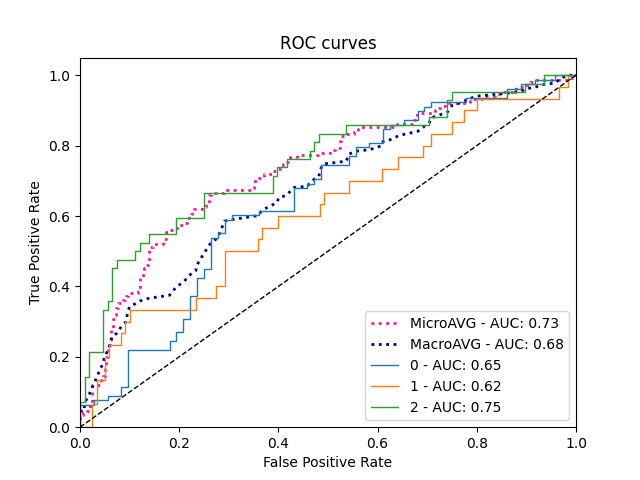 ROC curves
True Positive Rate
1.0
0.8
0.6
0.4
0.2
0.0
MicroAVG - AUC: 0.73
MacroAVG - AUC: 0.68
0 - AUC: 0.65
1 - AUC: 0.62
2 - AUC: 0.75
0.0 0.2 0.4 0.6 0.8 1.0
False Positive Rate